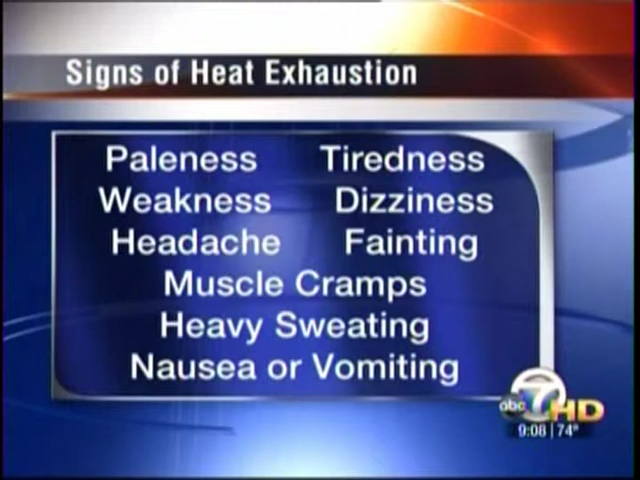 Signs of Heat Exhaustion
Paleness Tiredness
Weakness Dizziness
Headache Fainting
Muscle Cramps
Heavy Sweating
Nausea or Vomiting
abc 7 HD
9:08 | 74°